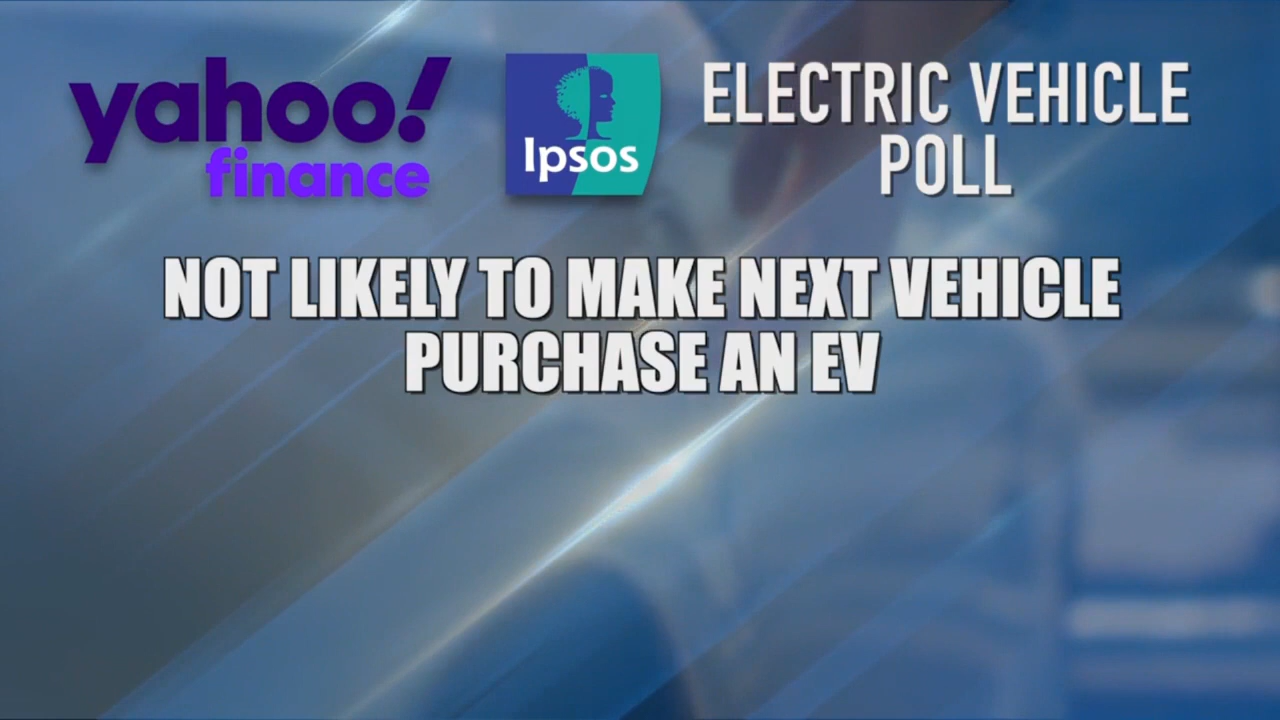 yahoo!
finance
Ipsos
ELECTRIC VEHICLE
POLL
NOT LIKELY TO MAKE NEXT VEHICLE
PURCHASE AN EV